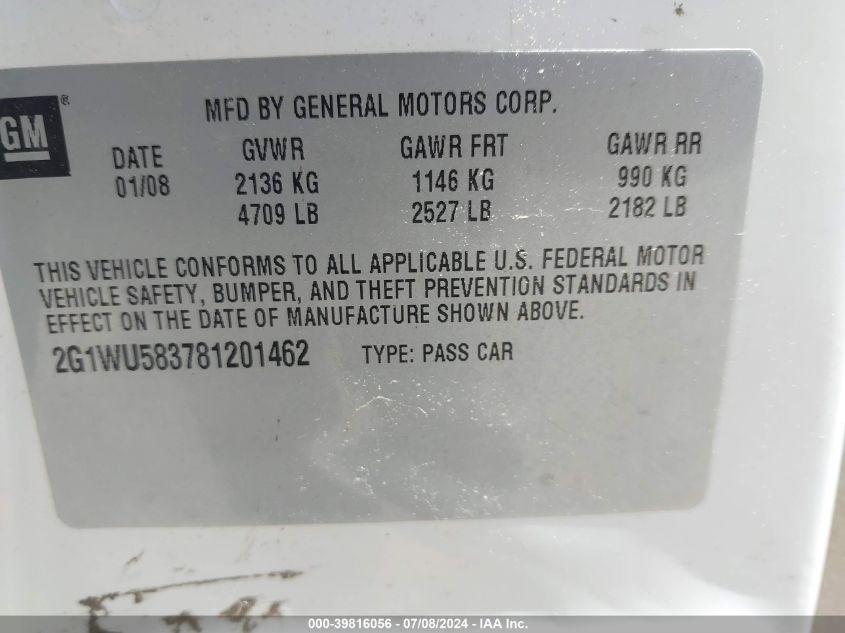 GM®
MFD BY GENERAL MOTORS CORP.
DATE GVWR GAWR FRT GAWR RR
01/08 2136 KG 1146 KG 990 KG
4709 LB 2527 LB 2182 LB
THIS VEHICLE CONFORMS TO ALL APPLICABLE U.S. FEDERAL MOTOR
VEHICLE SAFETY, BUMPER, AND THEFT PREVENTION STANDARDS IN
EFFECT ON THE DATE OF MANUFACTURE SHOWN ABOVE.
2G1WU583781201462 TYPE: PASS CAR
000-39816056 - 07/08/2024 - IAA Inc.